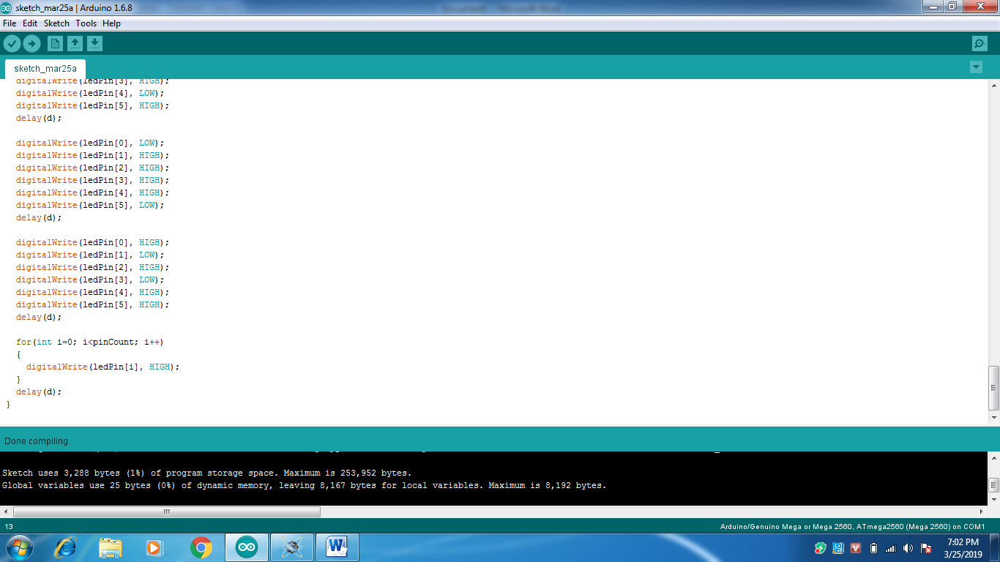 sketch_mar25a | Arduino 1.6.8
File Edit Sketch Tools Help
sketch_mar25a
digitalWrite(ledPin[3], HIGH);
digitalWrite(ledPin[4], LOW);
digitalWrite(ledPin[5], HIGH);
delay(d);
digitalWrite(ledPin[0], LOW);
digitalWrite(ledPin[1], HIGH);
digitalWrite(ledPin[2], HIGH);
digitalWrite(ledPin[3], HIGH);
digitalWrite(ledPin[4], HIGH);
digitalWrite(ledPin[5], LOW);
delay(d);
digitalWrite(ledPin[0], HIGH);
digitalWrite(ledPin[1], LOW);
digitalWrite(ledPin[2], HIGH);
digitalWrite(ledPin[3], LOW);
digitalWrite(ledPin[4], HIGH);
digitalWrite(ledPin[5], HIGH);
delay(d);
for(int i=0; i<pinCount; i++)
{
digitalWrite(ledPin[i], HIGH);
}
delay(d);
}
Done compiling.
Sketch uses 3,288 bytes (1%) of program storage space. Maximum is 253,952 bytes.
Global variables use 25 bytes (0%) of dynamic memory, leaving 8,167 bytes for local variables. Maximum is 8,192 bytes.
13 Arduino/Genuino Mega or Mega 2560, ATmega2560 (Mega 2560) on COM1
7:02 PM
3/25/2019